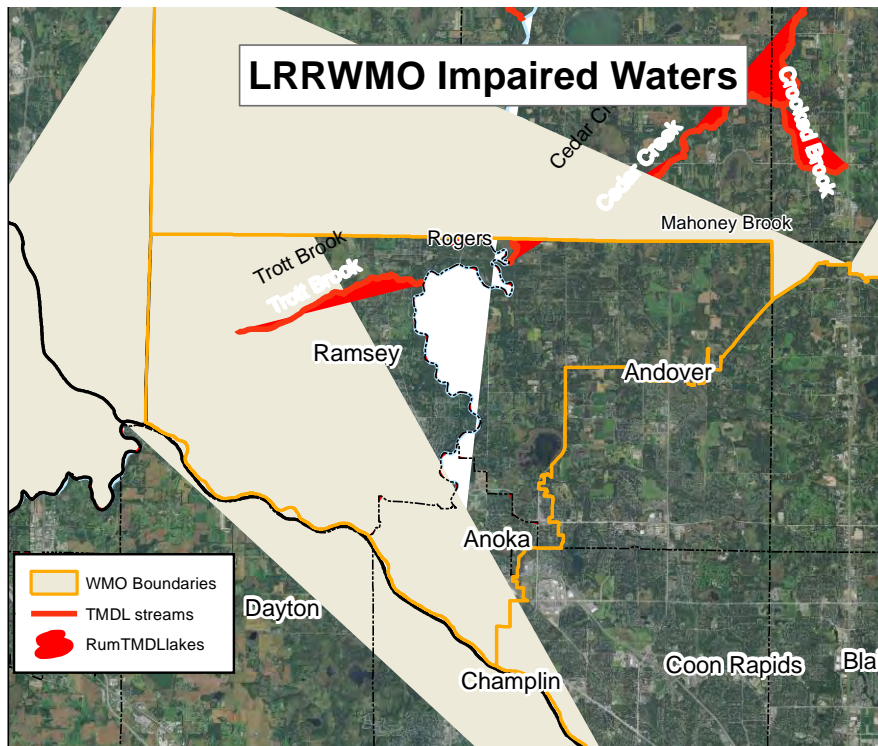 LRRWMO Impaired Waters
Crooked Brook
Cedar C
Cedar Creek
Mahoney Brook
Rogers
Trott Brook
Trott Brook
Ramsey
Andover
Anoka
WMO Boundaries
TMDL streams
RumTMDLlakes
Dayton
Coon Rapids
Bla
Champlin